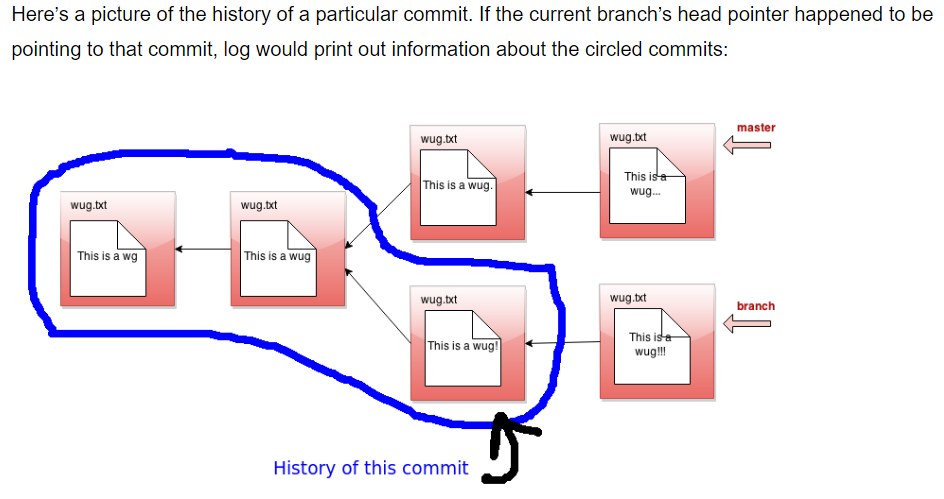 Here’s a picture of the history of a particular commit. If the current branch’s head pointer happened to be
pointing to that commit, log would print out information about the circled commits:
wug.txt
This is a wg
wug.txt
This is a wug
wug.txt
This is a wug.
wug.txt
This is a
wug...
master
wug.txt
This is a wug!
wug.txt
This is a
wug!!!
branch
History of this commit